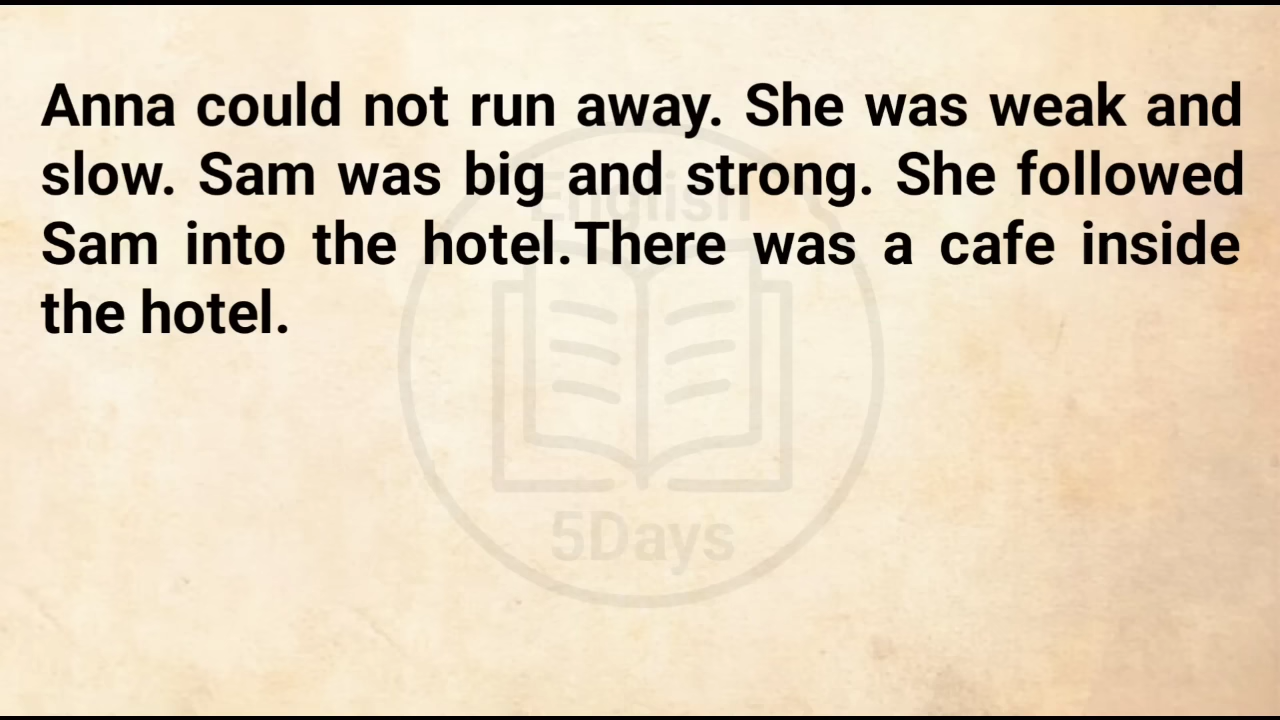 Anna could not run away. She was weak and
slow. Sam was big and strong. She followed
Sam into the hotel.There was a cafe inside
the hotel.
English
5Days